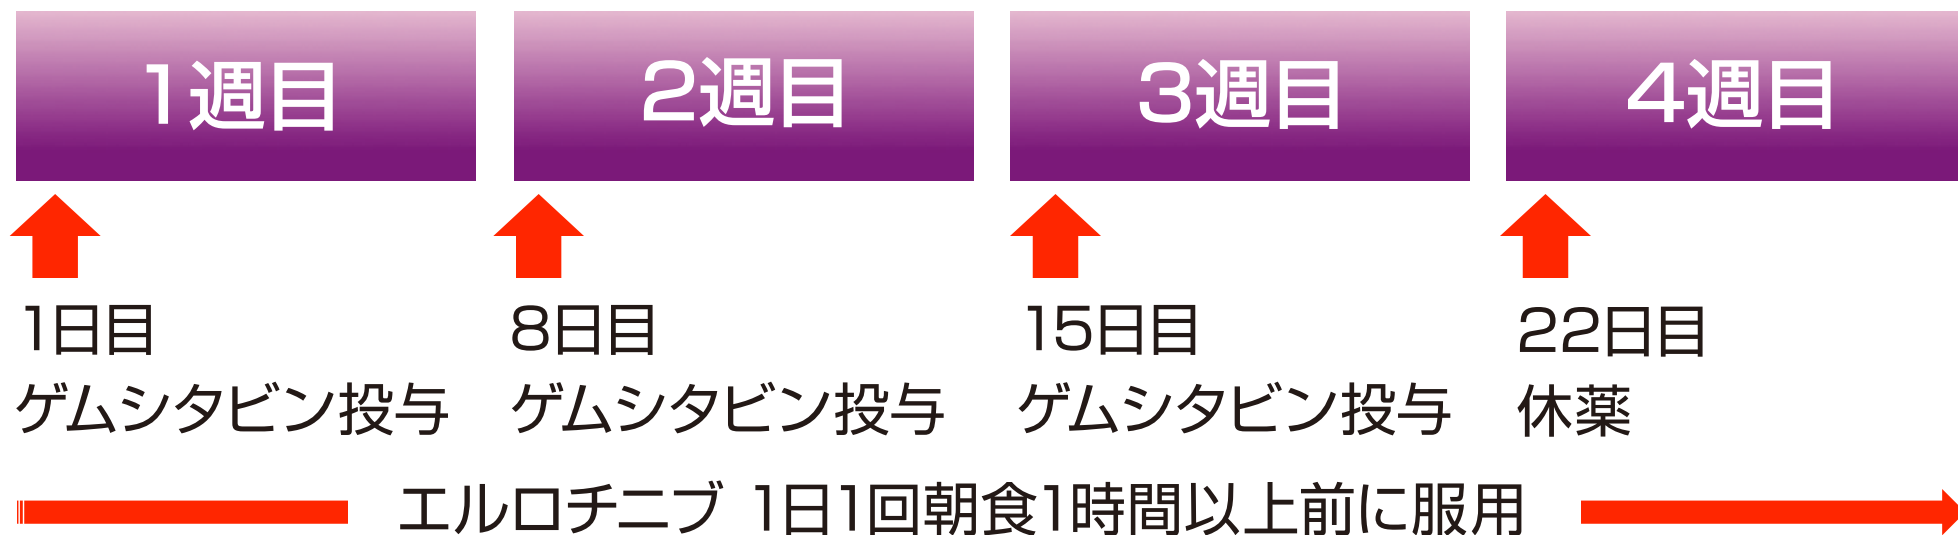 1週目
2週目
3週目
4週目
1日目
ゲムシタビン投与
8日目
ゲムシタビン投与
15日目
ゲムシタビン投与
22日目
休薬
エルロチニブ 1日1回朝食1時間以上前に服用